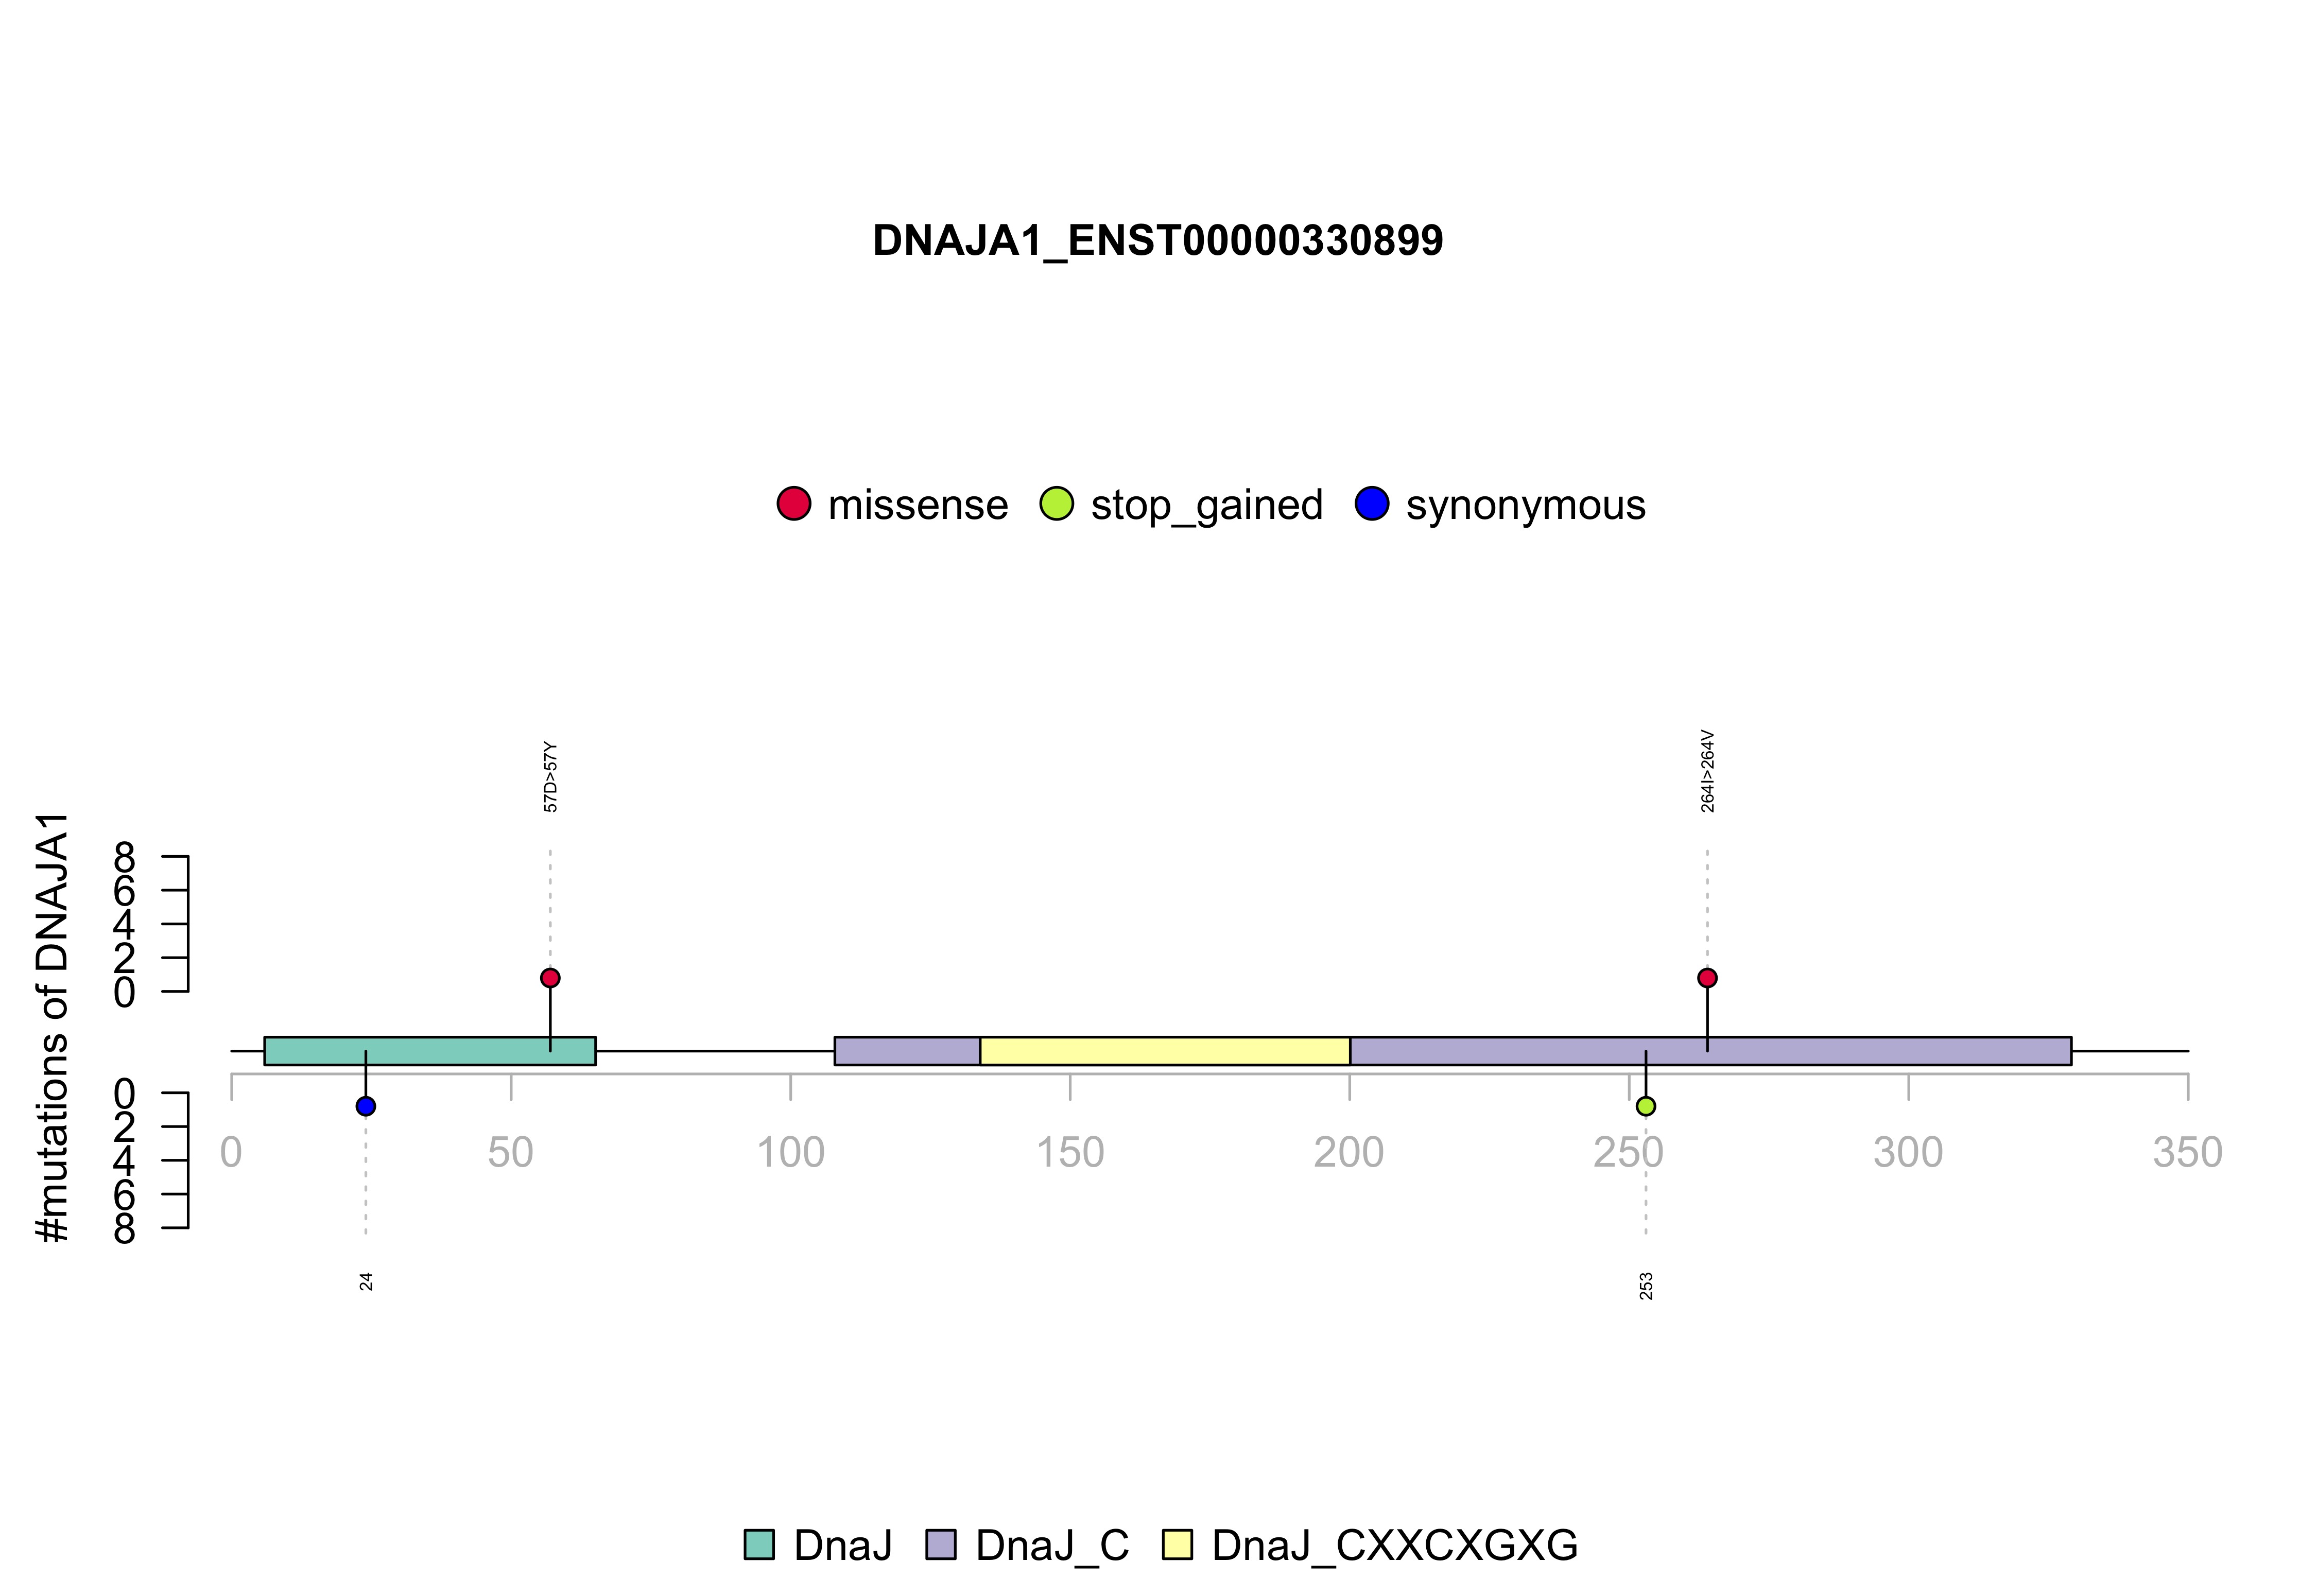 DNAJA1_ENST00000330899
missense stop_gained synonymous
57D>57Y 264I>264V
#mutations of DNAJA1
8
6
4
2
0
0
2
4
6
8
0 50 100 150 200 250 300 350
24 253
DnaJ DnaJ_C DnaJ_CXXCXGXG